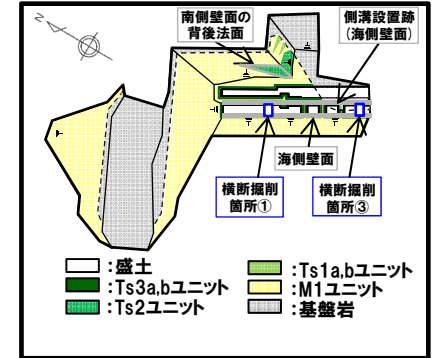 N
南側壁面の
背後法面
側溝設置跡
(海側壁面)
海側壁面
横断掘削
箇所①
横断掘削
箇所③
:盛土
:Ts3a,bユニット
:Ts2ユニット
:Ts1a,bユニット
:M1ユニット
:基盤岩